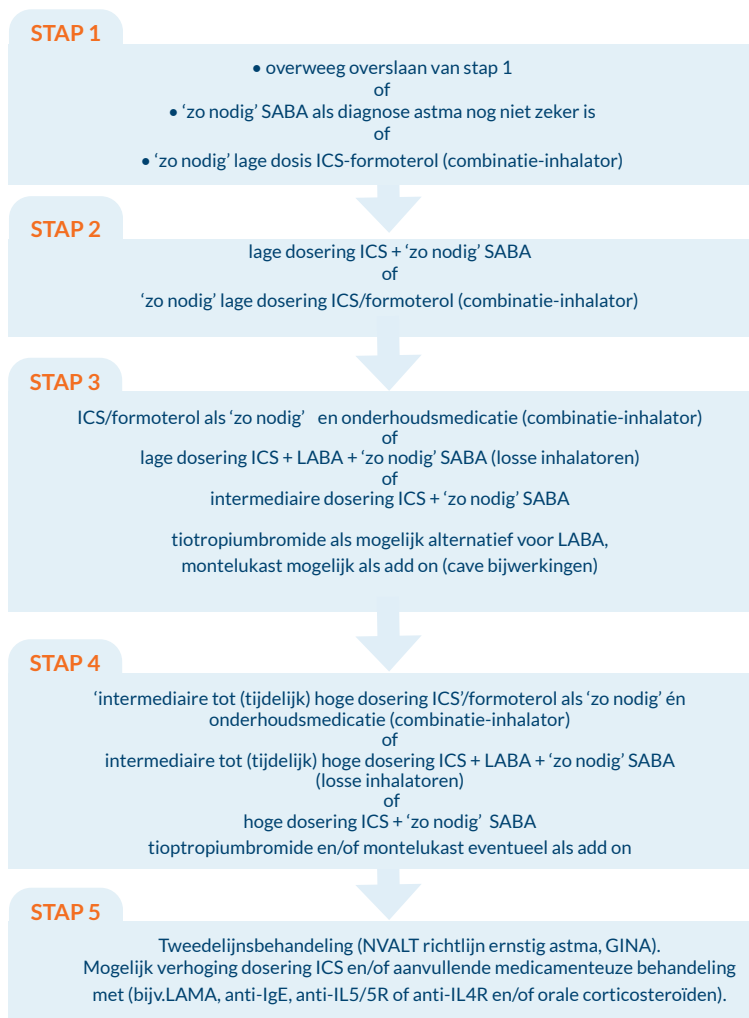 STAP 1
• overweeg overslaan van stap 1
of
• ‘zo nodig’ SABA als diagnose astma nog niet zeker is
of
• ‘zo nodig’ lage dosis ICS-formoterol (combinatie-inhalator)
STAP 2
lage dosering ICS + ‘zo nodig’ SABA
of
‘zo nodig’ lage dosering ICS/formoterol (combinatie-inhalator)
STAP 3
ICS/formoterol als ‘zo nodig’ en onderhoudsmedicatie (combinatie-inhalator)
of
lage dosering ICS + LABA + ‘zo nodig’ SABA (losse inhalatoren)
of
intermediaire dosering ICS + ‘zo nodig’ SABA
tiotropiumbromide als mogelijk alternatief voor LABA,
montelukast mogelijk als add on (cave bijwerkingen)
STAP 4
‘intermediaire tot (tijdelijk) hoge dosering ICS’/formoterol als ‘zo nodig’ én
onderhoudsmedicatie (combinatie-inhalator)
of
intermediaire tot (tijdelijk) hoge dosering ICS + LABA + ‘zo nodig’ SABA
(losse inhalatoren)
of
hoge dosering ICS + ‘zo nodig’ SABA
tioptropiumbromide en/of montelukast eventueel als add on
STAP 5
Tweedelijnsbehandeling (NVALT richtlijn ernstig astma, GINA).
Mogelijk verhoging dosering ICS en/of aanvullende medicamenteuze behandeling
met (bijv.LAMA, anti-IgE, anti-IL5/5R of anti-IL4R en/of orale corticosteroïden).